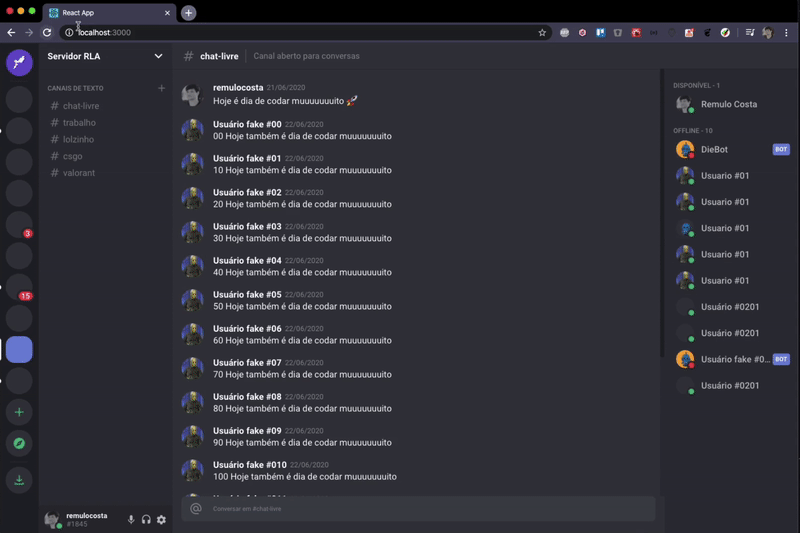 React App
localhost:3000
Servidor RLA
CANAIS DE TEXTO
# chat-livre
# trabalho
# lolzinho
# csgo
# valorant
3
15
remulocosta
#1845
# chat-livre
Canal aberto para conversas
remulocosta 21/06/2020
Hoje é dia de codar muuuuuuuito 🚀
Usuário fake #00 22/06/2020
00 Hoje também é dia de codar muuuuuuuito
Usuário fake #01 22/06/2020
10 Hoje também é dia de codar muuuuuuuito
Usuário fake #02 22/06/2020
20 Hoje também é dia de codar muuuuuuuito
Usuário fake #03 22/06/2020
30 Hoje também é dia de codar muuuuuuuito
Usuário fake #04 22/06/2020
40 Hoje também é dia de codar muuuuuuuito
Usuário fake #05 22/06/2020
50 Hoje também é dia de codar muuuuuuuito
Usuário fake #06 22/06/2020
60 Hoje também é dia de codar muuuuuuuito
Usuário fake #07 22/06/2020
70 Hoje também é dia de codar muuuuuuuito
Usuário fake #08 22/06/2020
80 Hoje também é dia de codar muuuuuuuito
Usuário fake #09 22/06/2020
90 Hoje também é dia de codar muuuuuuuito
Usuário fake #010 22/06/2020
100 Hoje também é dia de codar muuuuuuuito
@ Conversar em #chat-livre
DISPONÍVEL - 1
Remulo Costa
OFFLINE - 10
DieBot BOT
Usuario #01
Usuario #01
Usuario #01
Usuario #01
Usuario #01
Usuário #0201
Usuário #0201
Usuário fake #0... BOT
Usuário #0201